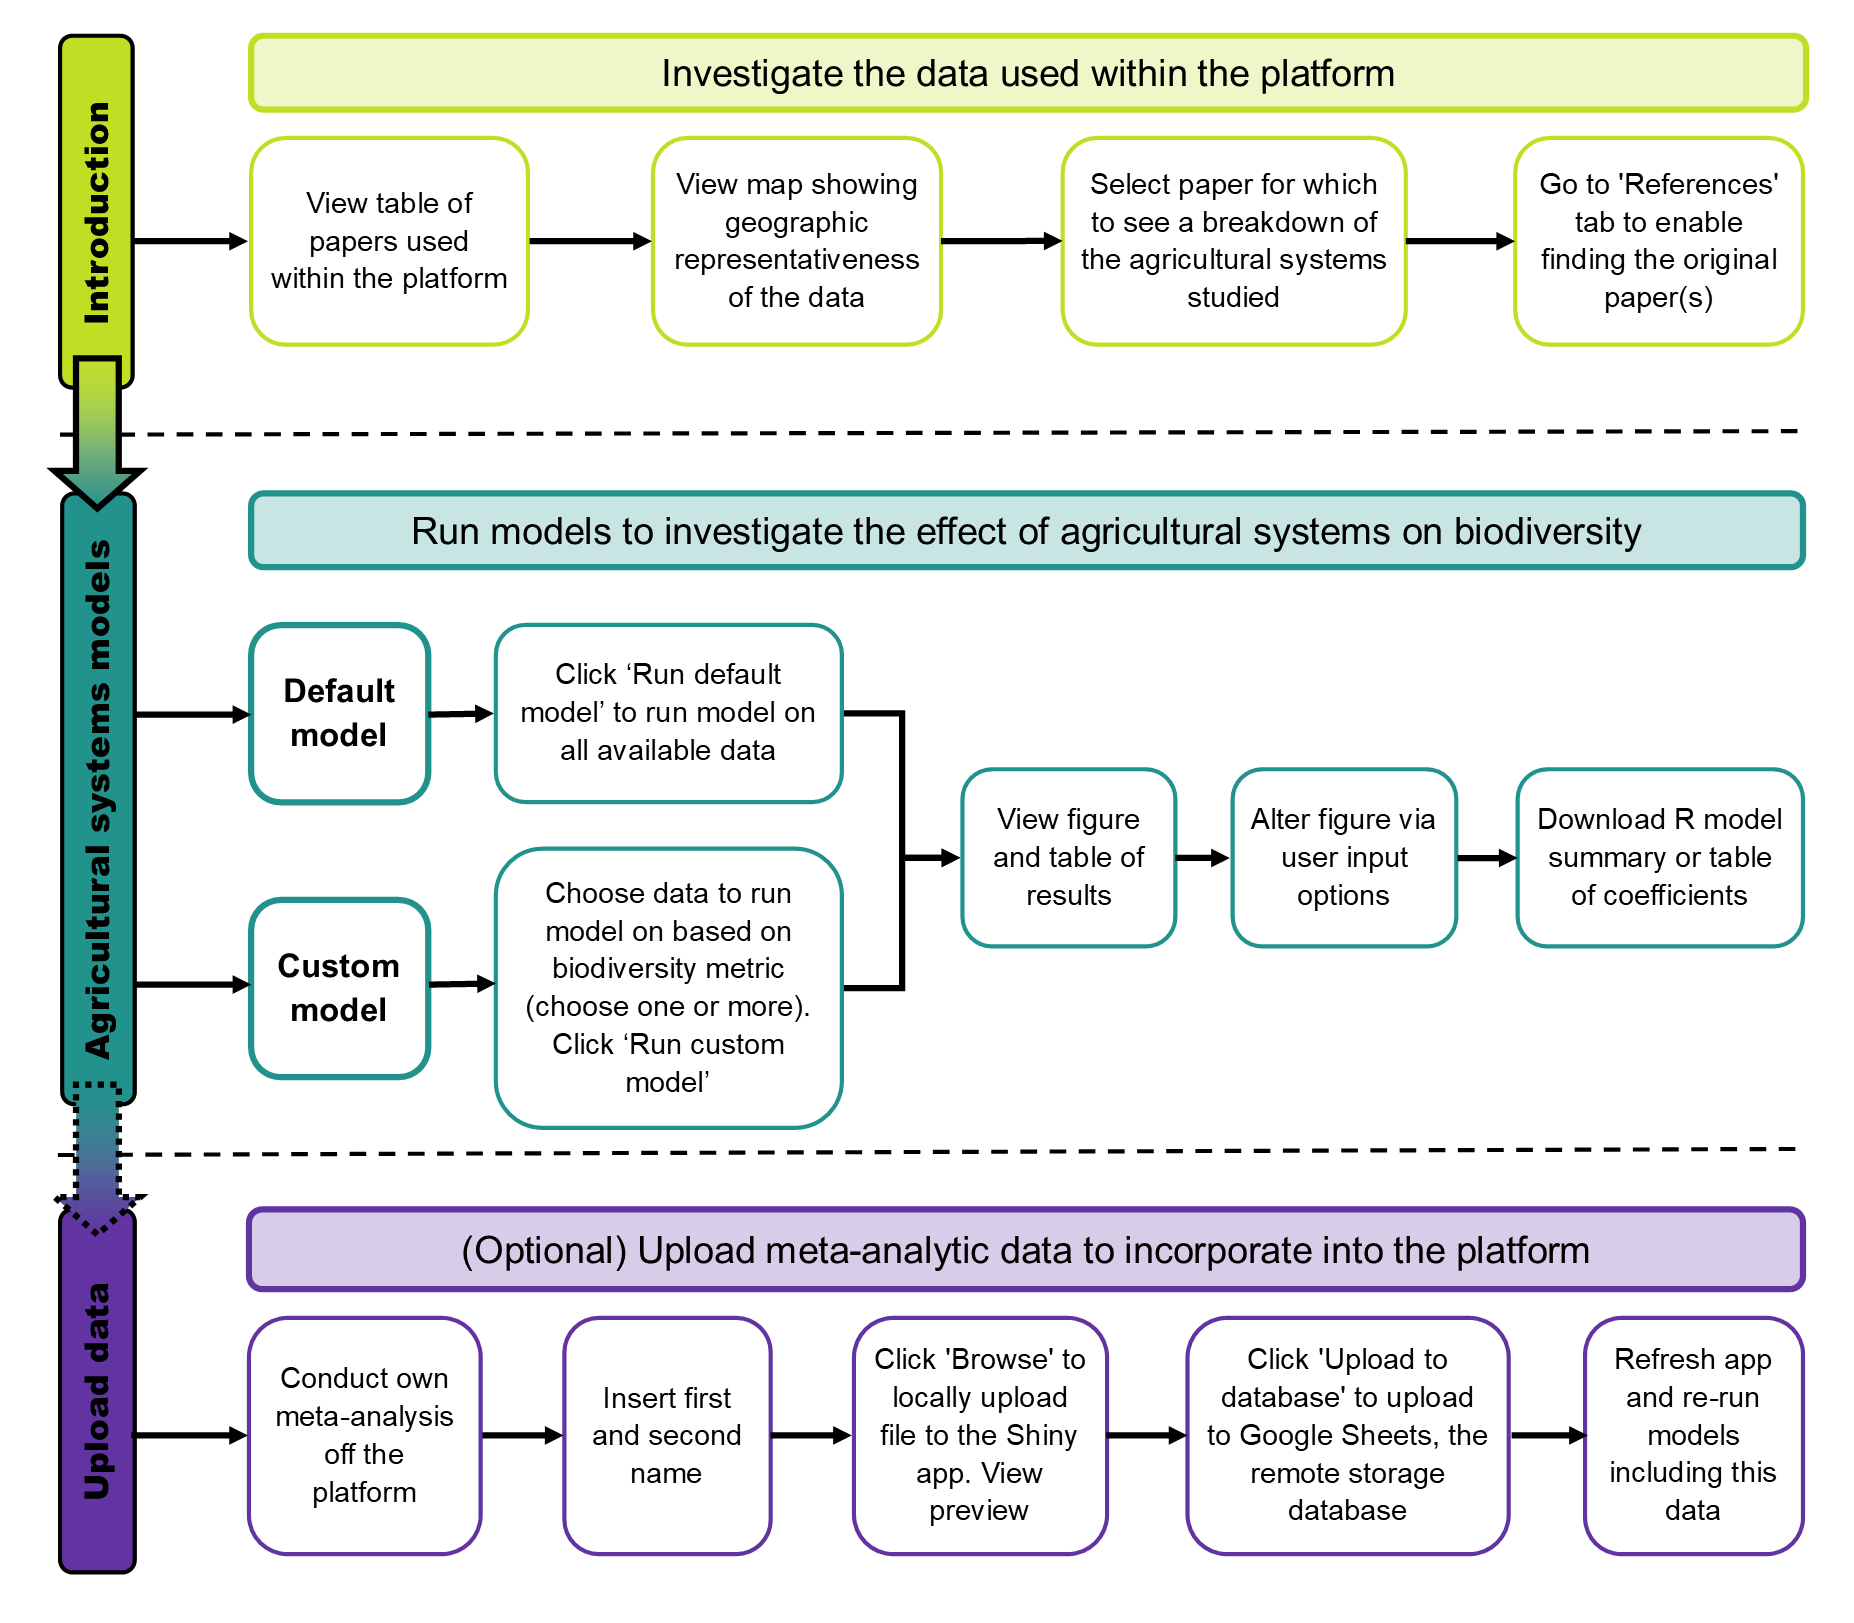 Introduction
Investigate the data used within the platform
View table of
papers used
within the platform
View map showing
geographic
representativeness
of the data
Select paper for which
to see a breakdown of
the agricultural systems
studied
Go to 'References'
tab to enable
finding the original
paper(s)
Agricultural systems models
Run models to investigate the effect of agricultural systems on biodiversity
Default
model
Click ‘Run default
model’ to run model on
all available data
Custom
model
Choose data to run
model on based on
biodiversity metric
(choose one or more).
Click ‘Run custom
model’
View figure
and table of
results
Alter figure via
user input
options
Download R model
summary or table
of coefficients
Upload data
(Optional) Upload meta-analytic data to incorporate into the platform
Conduct own
meta-analysis
off the
platform
Insert first
and second
name
Click 'Browse' to
locally upload
file to the Shiny
app. View
preview
Click 'Upload to
database' to upload
to Google Sheets, the
remote storage
database
Refresh app
and re-run
models
including this
data